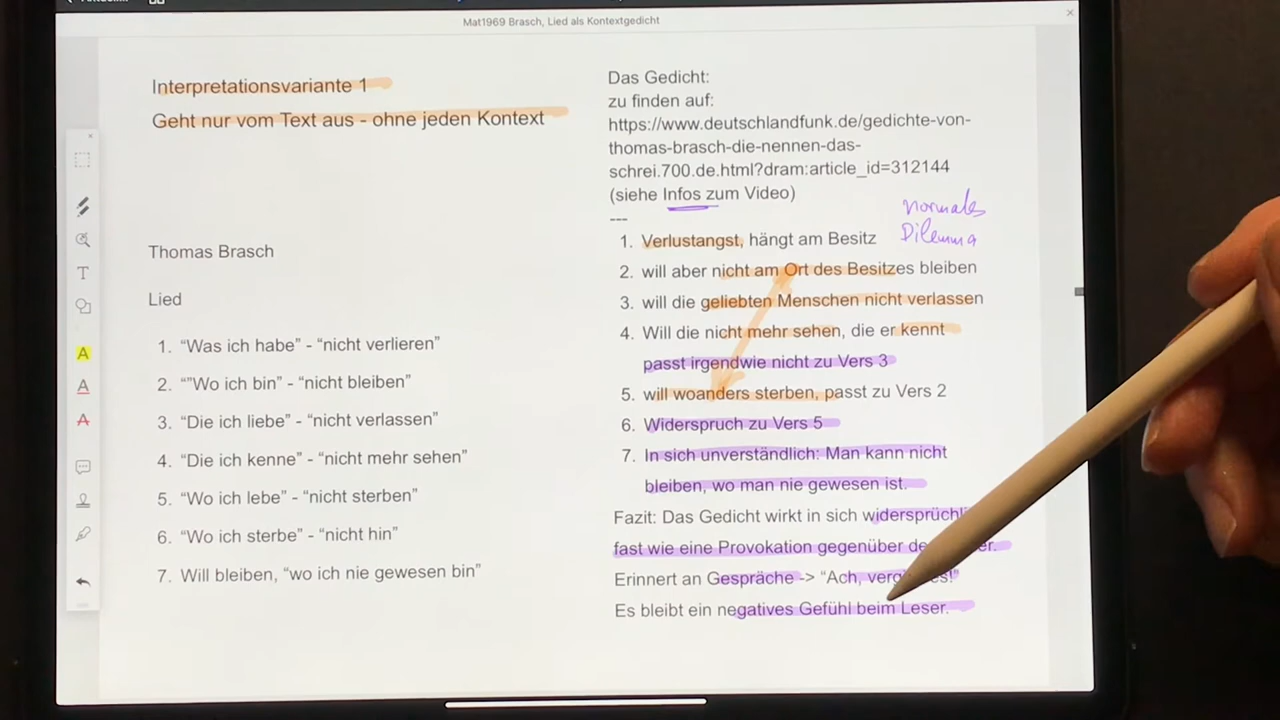 Mat1969 Brasch, Lied als Kontextgedicht
Interpretationsvariante 1
Geht nur vom Text aus - ohne jeden Kontext
Thomas Brasch
Lied
1. “Was ich habe” - “nicht verlieren”
2. “”Wo ich bin” - “nicht bleiben”
3. “Die ich liebe” - “nicht verlassen”
4. “Die ich kenne” - “nicht mehr sehen”
5. “Wo ich lebe” - “nicht sterben”
6. “Wo ich sterbe” - “nicht hin”
7. Will bleiben, “wo ich nie gewesen bin”
Das Gedicht:
zu finden auf:
https://www.deutschlandfunk.de/gedichte-von-
thomas-brasch-die-nennen-das-
schrei.700.de.html?dram:article_id=312144
(siehe Infos zum Video)
---
normales
Dilemma
1. Verlustangst, hängt am Besitz
2. will aber nicht am Ort des Besitzes bleiben
3. will die geliebten Menschen nicht verlassen
4. Will die nicht mehr sehen, die er kennt
passt irgendwie nicht zu Vers 3
5. will woanders sterben, passt zu Vers 2
6. Widerspruch zu Vers 5
7. In sich unverständlich: Man kann nicht
bleiben, wo man nie gewesen ist.
Fazit: Das Gedicht wirkt in sich
fast wie eine Provokation gegenüber
Erinnert an Gespräche -> “Ach,
Es bleibt ein negatives Gefühl beim Leser.